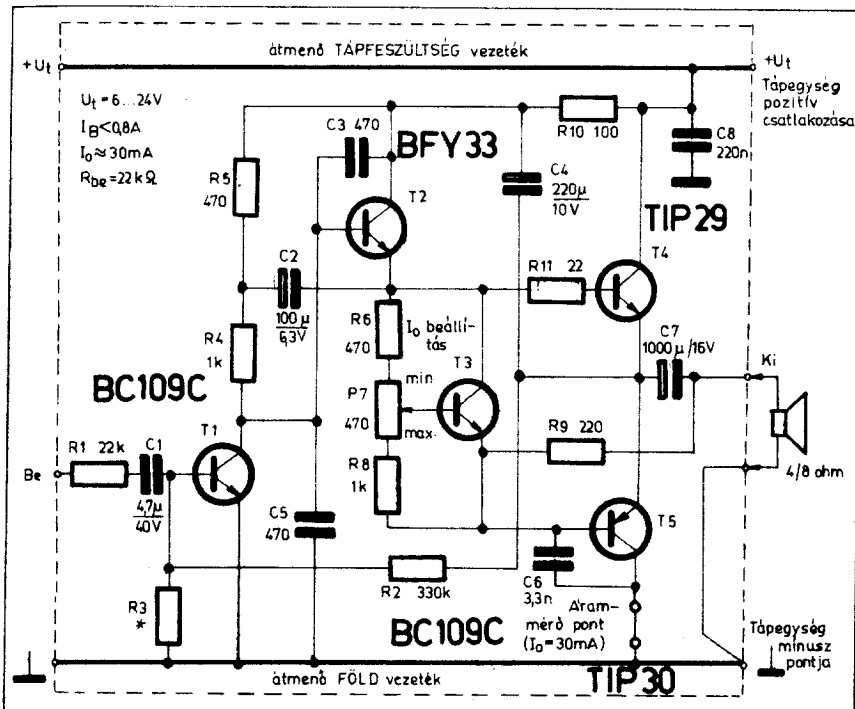 átmenő TÁPFESZÜLTSÉG vezeték
+Ut
+Ut
Ut=6...24V
IB<0,8A
Io≈30mA
Rbe=22kΩ
Tápegység
pozitív
csatlakozása
C3 470
BFY33
R10 100
C8
220n
R5
470
C4
220µ
10V
T2
TIP29
T4
C2
100µ
6,3V
R11 22
R4
1k
R6
470
Io beállí-
tás
T3
C7
1000µ/16V
Ki
BC109C
P7
470
min
max.
R1 22k
C1
4,7µ
40V
T1
R9 220
Be
R8
1k
4/8 ohm
C5
470
T5
R3
*
R2 330k
C6
3,3n
BC109C
Áram-
mérő pont
(Io=30mA)
Tápegység
mínusz
pontja
átmenő FÖLD vezeték
TIP30